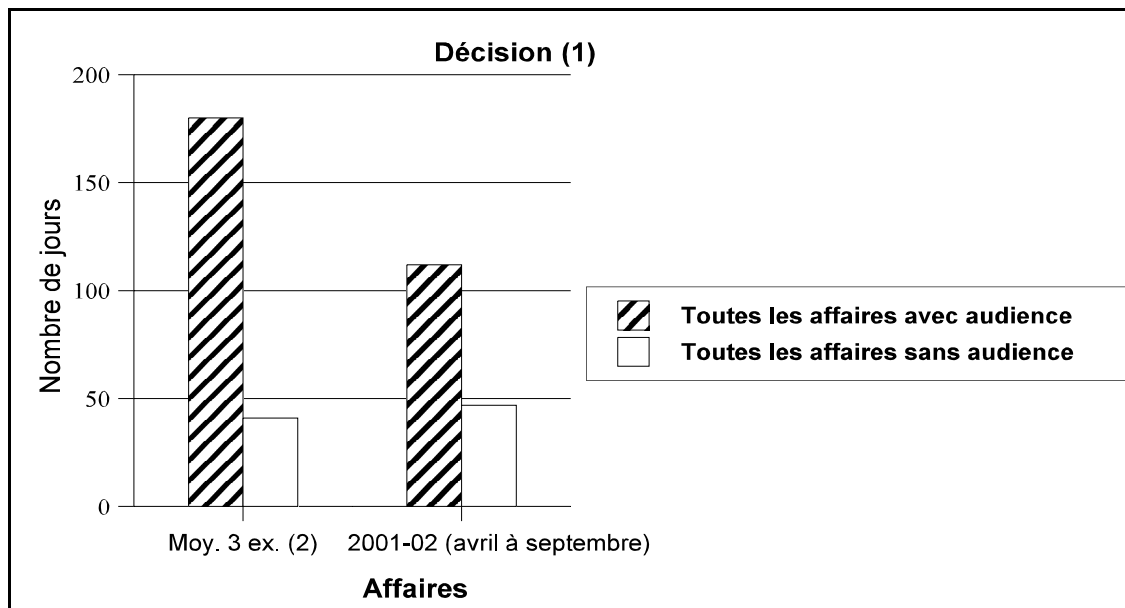 Décision (1)
200
150
100
50
0
Nombre de jours
Moy. 3 ex. (2)
2001-02 (avril à septembre)
Affaires
Toutes les affaires avec audience
Toutes les affaires sans audience